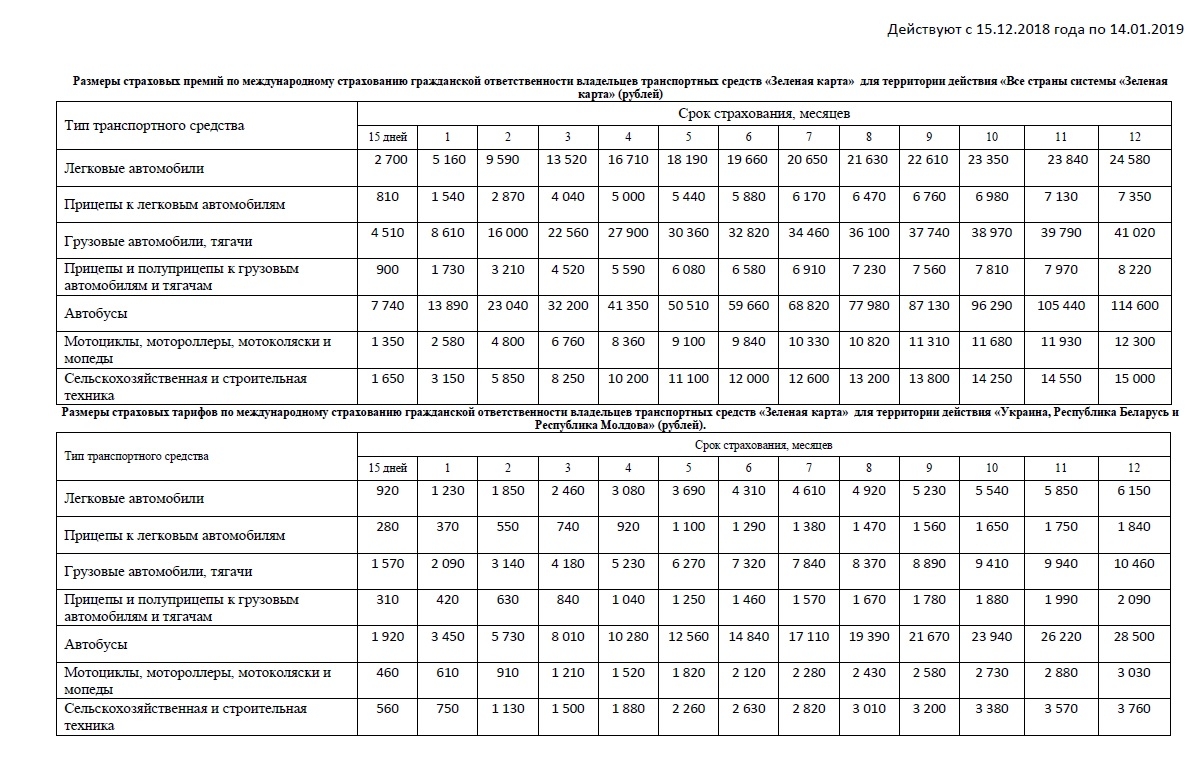 Действуют с 15.12.2018 года по 14.01.2019
Размеры страховых премий по международному страхованию гражданской ответственности владельцев транспортных средств «Зеленая карта» для территории действия «Все страны системы «Зеленая
карта» (рублей)
Тип транспортного средства
Срок страхования, месяцев
15 дней 1 2 3 4 5 6 7 8 9 10 11 12
Легковые автомобили 2 700 5 160 9 590 13 520 16 710 18 190 19 660 20 650 21 630 22 610 23 350 23 840 24 580
Прицепы к легковым автомобилям 810 1 540 2 870 4 040 5 000 5 440 5 880 6 170 6 470 6 760 6 980 7 130 7 350
Грузовые автомобили, тягачи 4 510 8 610 16 000 22 560 27 900 30 360 32 820 34 460 36 100 37 740 38 970 39 790 41 020
Прицепы и полуприцепы к грузовым
автомобилям и тягачам 900 1 730 3 210 4 520 5 590 6 080 6 580 6 910 7 230 7 560 7 810 7 970 8 220
Автобусы 7 740 13 890 23 040 32 200 41 350 50 510 59 660 68 820 77 980 87 130 96 290 105 440 114 600
Мотоциклы, мотороллеры, мотоколяски и
мопеды 1 350 2 580 4 800 6 760 8 360 9 100 9 840 10 330 10 820 11 310 11 680 11 930 12 300
Сельскохозяйственная и строительная
техника 1 650 3 150 5 850 8 250 10 200 11 100 12 000 12 600 13 200 13 800 14 250 14 550 15 000
Размеры страховых тарифов по международному страхованию гражданской ответственности владельцев транспортных средств «Зеленая карта» для территории действия «Украина, Республика Беларусь и
Республика Молдова» (рублей).
Тип транспортного средства
Срок страхования, месяцев
15 дней 1 2 3 4 5 6 7 8 9 10 11 12
Легковые автомобили 920 1 230 1 850 2 460 3 080 3 690 4 310 4 610 4 920 5 230 5 540 5 850 6 150
Прицепы к легковым автомобилям 280 370 550 740 920 1 100 1 290 1 380 1 470 1 560 1 650 1 750 1 840
Грузовые автомобили, тягачи 1 570 2 090 3 140 4 180 5 230 6 270 7 320 7 840 8 370 8 890 9 410 9 940 10 460
Прицепы и полуприцепы к грузовым
автомобилям и тягачам 310 420 630 840 1 040 1 250 1 460 1 570 1 670 1 780 1 880 1 990 2 090
Автобусы 1 920 3 450 5 730 8 010 10 280 12 560 14 840 17 110 19 390 21 670 23 940 26 220 28 500
Мотоциклы, мотороллеры, мотоколяски и
мопеды 460 610 910 1 210 1 520 1 820 2 120 2 280 2 430 2 580 2 730 2 880 3 030
Сельскохозяйственная и строительная
техника 560 750 1 130 1 500 1 880 2 260 2 630 2 820 3 010 3 200 3 380 3 570 3 760